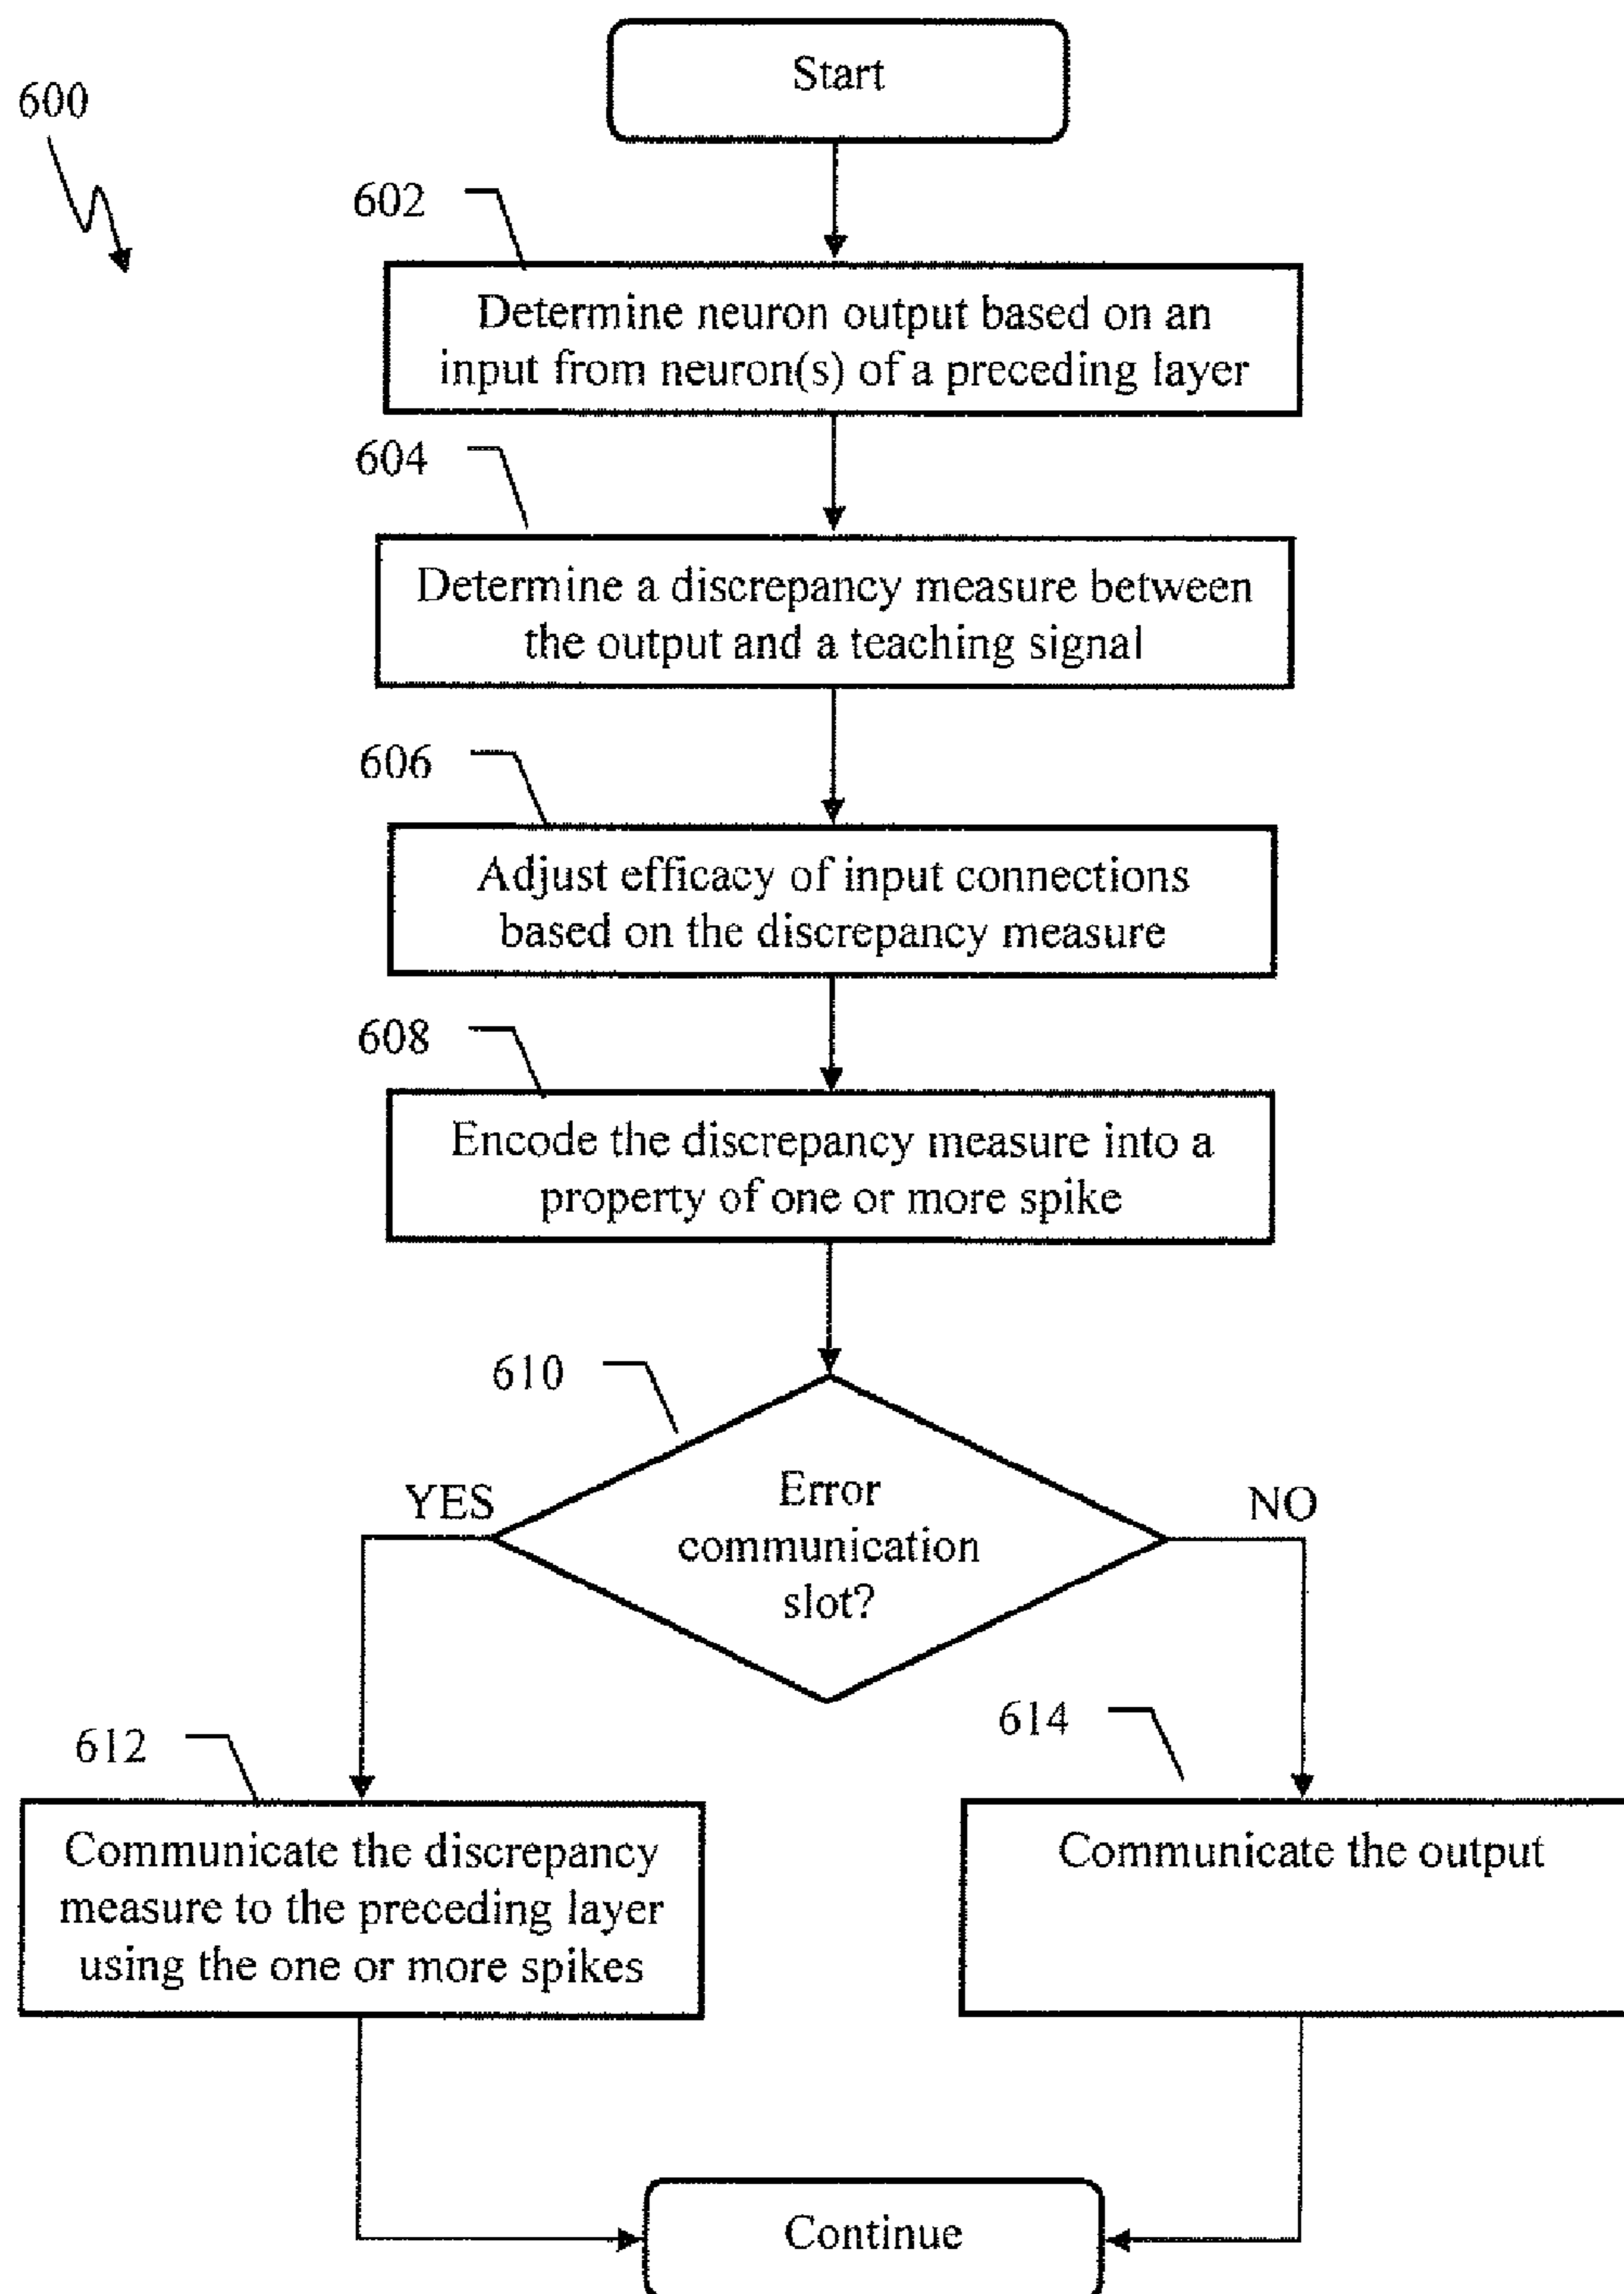 Start
600
602
Determine neuron output based on an
input from neuron(s) of a preceding layer
604
Determine a discrepancy measure between
the output and a teaching signal
606
Adjust efficacy of input connections
based on the discrepancy measure
608
Encode the discrepancy measure into a
property of one or more spike
610
YES
Error
communication
slot?
NO
612
614
Communicate the discrepancy
measure to the preceding layer
using the one or more spikes
Communicate the output
Continue